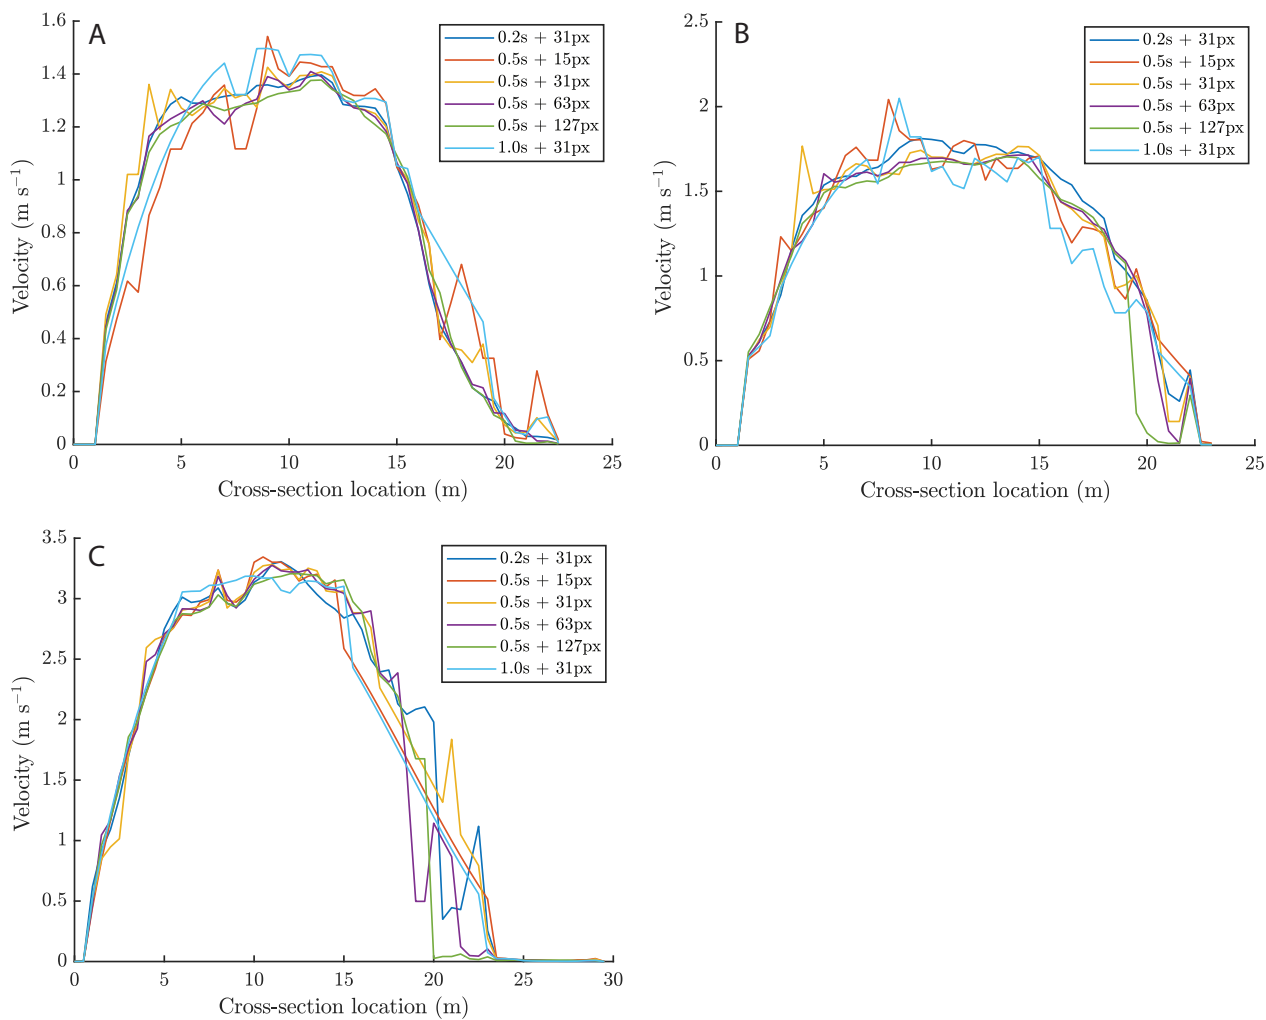 A
1.6
1.4
1.2
1
0.8
0.6
0.4
0.2
0
Velocity (m s⁻¹)
0 5 10 15 20 25
Cross-section location (m)
0.2s + 31px
0.5s + 15px
0.5s + 31px
0.5s + 63px
0.5s + 127px
1.0s + 31px
B
2.5
2
1.5
1
0.5
0
Velocity (m s⁻¹)
0 5 10 15 20 25
Cross-section location (m)
0.2s + 31px
0.5s + 15px
0.5s + 31px
0.5s + 63px
0.5s + 127px
1.0s + 31px
C
3.5
3
2.5
2
1.5
1
0.5
0
Velocity (m s⁻¹)
0 5 10 15 20 25 30
Cross-section location (m)
0.2s + 31px
0.5s + 15px
0.5s + 31px
0.5s + 63px
0.5s + 127px
1.0s + 31px